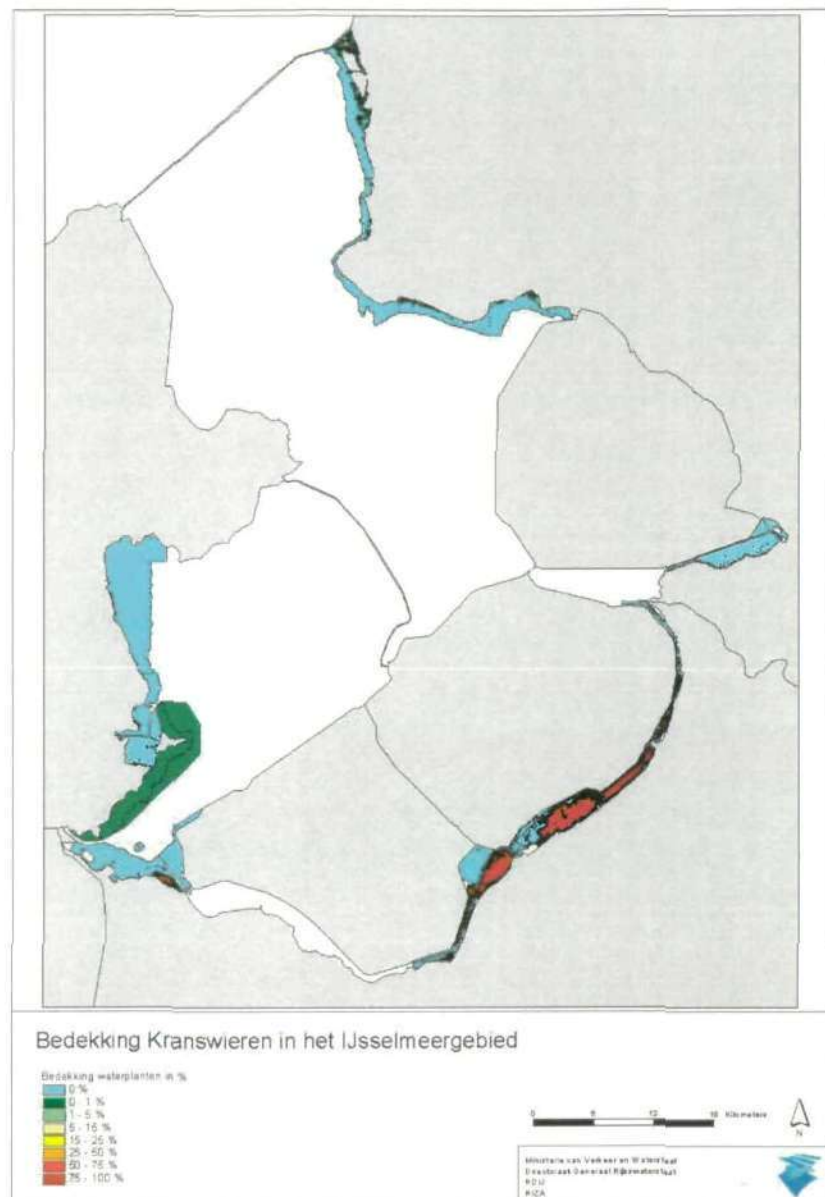 Bedekking Kranswieren in het IJsselmeergebied
Bedekking waterplanten in %
0 %
0 - 1 %
1 - 5 %
5 - 15 %
15 - 25 %
25 - 50 %
50 - 75 %
75 - 100 %
0 6 12 18 Kilometers
N
Ministerie van Verkeer en Waterstaat
Directoraat-Generaal Rijkswaterstaat
RDIJ
RIZA